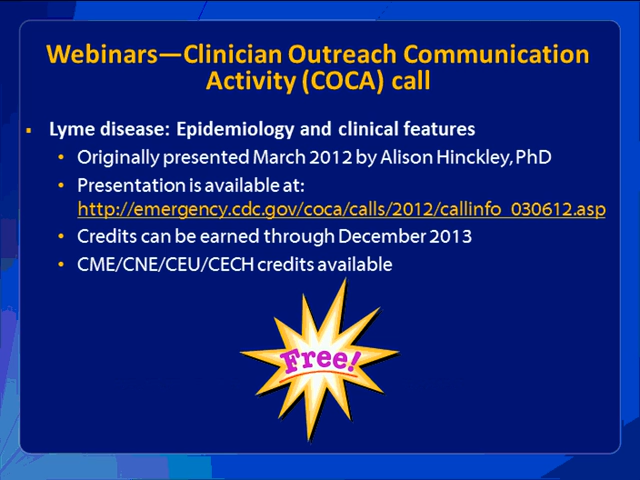 Webinars—Clinician Outreach Communication
Activity (COCA) call
▪ Lyme disease: Epidemiology and clinical features
• Originally presented March 2012 by Alison Hinckley, PhD
• Presentation is available at:
http://emergency.cdc.gov/coca/calls/2012/callinfo_030612.asp
• Credits can be earned through December 2013
• CME/CNE/CEU/CECH credits available
Free!